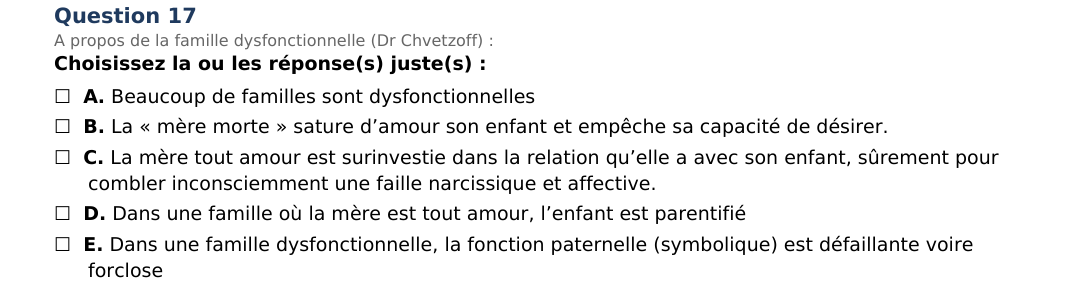 Question 17
A propos de la famille dysfonctionnelle (Dr Chvetzoff) :
Choisissez la ou les réponse(s) juste(s) :
☐ A. Beaucoup de familles sont dysfonctionnelles
☐ B. La « mère morte » sature d’amour son enfant et empêche sa capacité de désirer.
☐ C. La mère tout amour est surinvestie dans la relation qu’elle a avec son enfant, sûrement pour
combler inconsciemment une faille narcissique et affective.
☐ D. Dans une famille où la mère est tout amour, l’enfant est parentifié
☐ E. Dans une famille dysfonctionnelle, la fonction paternelle (symbolique) est défaillante voire
forclose